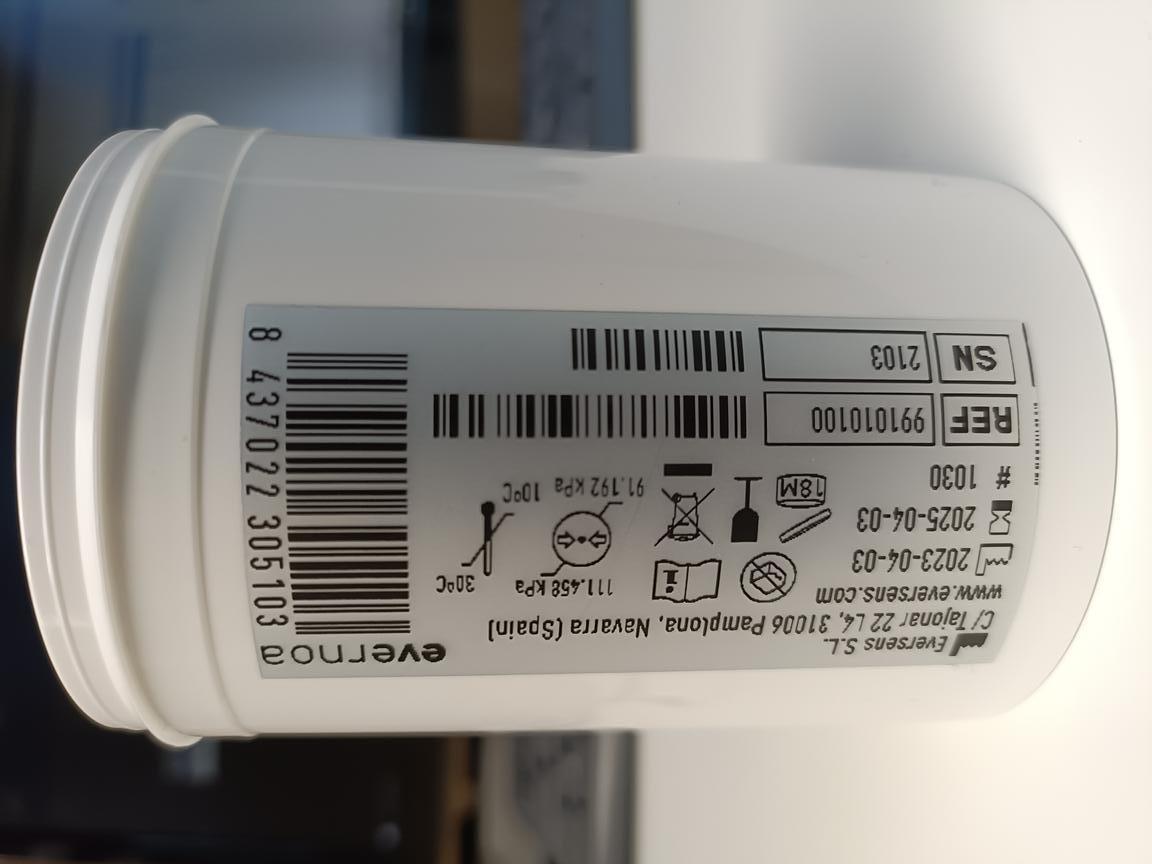 evernoa
Eversens S.L.
C/ Tajonar 22 L4, 31006 Pamplona, Navarra (Spain)
www.eversens.com
2023-04-03
2025-04-03
# 1030
18M
111.458 kPa
91.192 kPa
30ºC
10ºC
REF 991010100
SN 2103
8 437022 305103